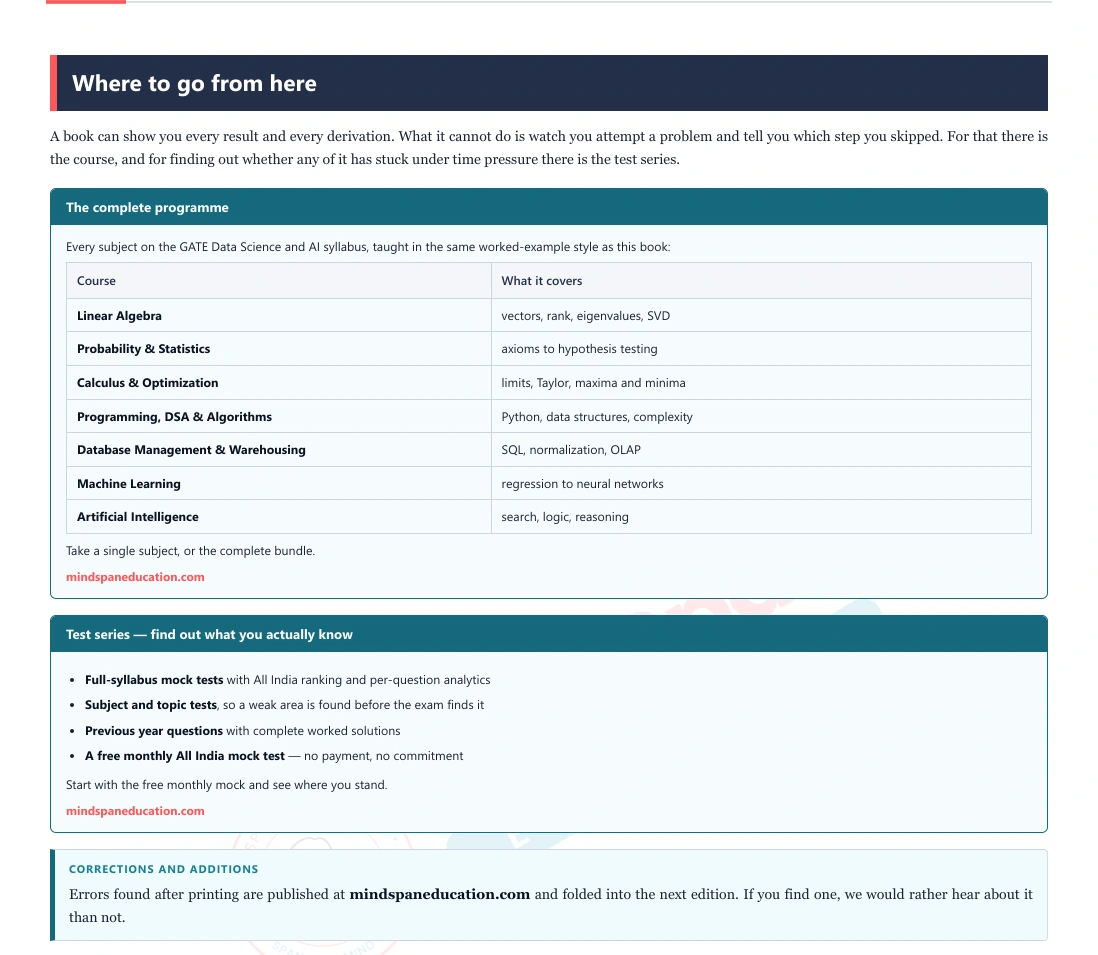 Where to go from here
A book can show you every result and every derivation. What it cannot do is watch you attempt a problem and tell you which step you skipped. For that there is
the course, and for finding out whether any of it has stuck under time pressure there is the test series.
The complete programme
Every subject on the GATE Data Science and AI syllabus, taught in the same worked-example style as this book:
Course What it covers
Linear Algebra vectors, rank, eigenvalues, SVD
Probability & Statistics axioms to hypothesis testing
Calculus & Optimization limits, Taylor, maxima and minima
Programming, DSA & Algorithms Python, data structures, complexity
Database Management & Warehousing SQL, normalization, OLAP
Machine Learning regression to neural networks
Artificial Intelligence search, logic, reasoning
Take a single subject, or the complete bundle.
mindspaneducation.com
Test series — find out what you actually know
• Full-syllabus mock tests with All India ranking and per-question analytics
• Subject and topic tests, so a weak area is found before the exam finds it
• Previous year questions with complete worked solutions
• A free monthly All India mock test — no payment, no commitment
Start with the free monthly mock and see where you stand.
mindspaneducation.com
CORRECTIONS AND ADDITIONS
Errors found after printing are published at mindspaneducation.com and folded into the next edition. If you find one, we would rather hear about it
than not.